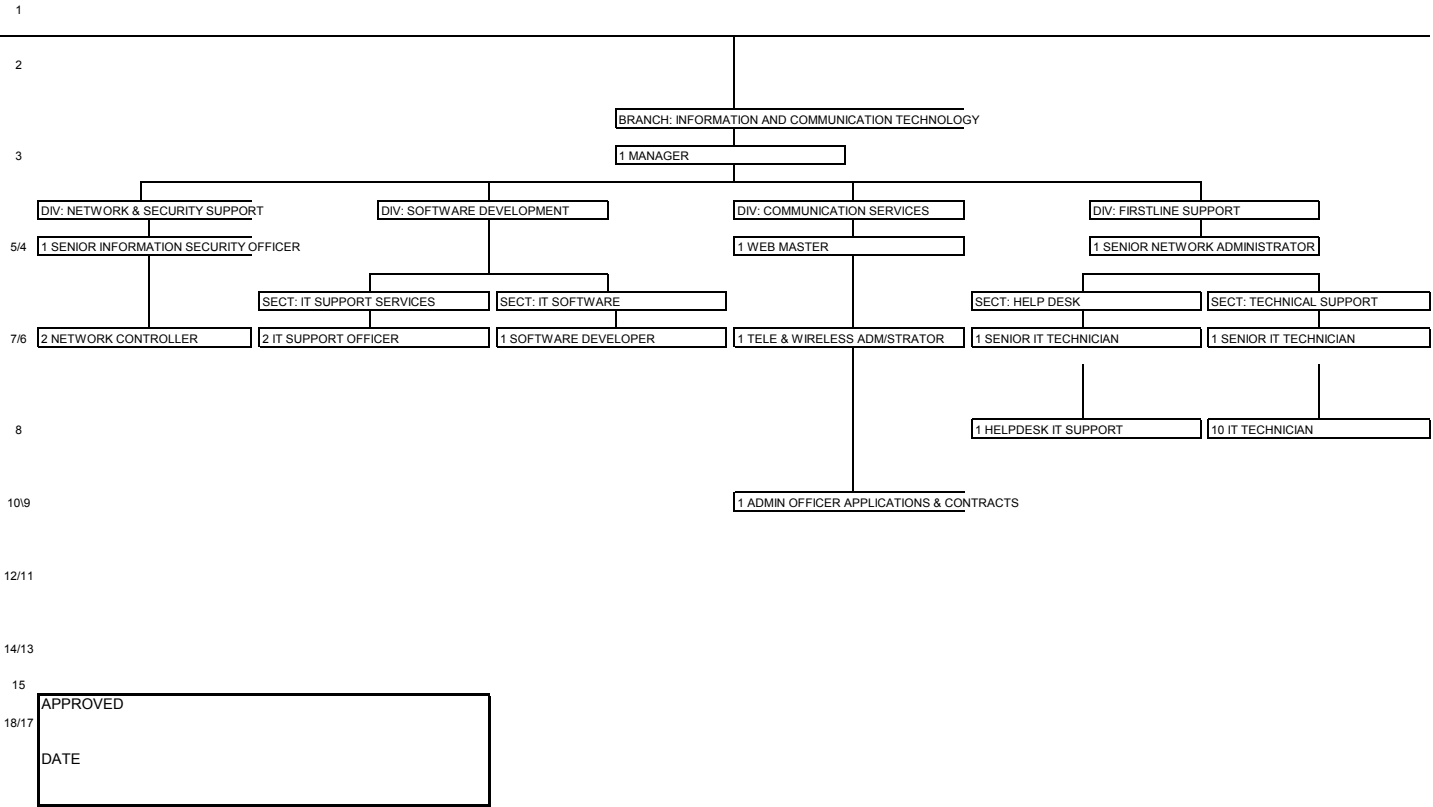 1
2
BRANCH: INFORMATION AND COMMUNICATION TECHNOLOGY
3
1 MANAGER
DIV: NETWORK & SECURITY SUPPORT
DIV: SOFTWARE DEVELOPMENT
DIV: COMMUNICATION SERVICES
DIV: FIRSTLINE SUPPORT
5/4
1 SENIOR INFORMATION SECURITY OFFICER
1 WEB MASTER
1 SENIOR NETWORK ADMINISTRATOR
SECT: IT SUPPORT SERVICES
SECT: IT SOFTWARE
SECT: HELP DESK
SECT: TECHNICAL SUPPORT
7/6
2 NETWORK CONTROLLER
2 IT SUPPORT OFFICER
1 SOFTWARE DEVELOPER
1 TELE & WIRELESS ADM/STRATOR
1 SENIOR IT TECHNICIAN
1 SENIOR IT TECHNICIAN
8
1 HELPDESK IT SUPPORT
10 IT TECHNICIAN
10\9
1 ADMIN OFFICER APPLICATIONS & CONTRACTS
12/11
14/13
15
APPROVED
18/17
DATE